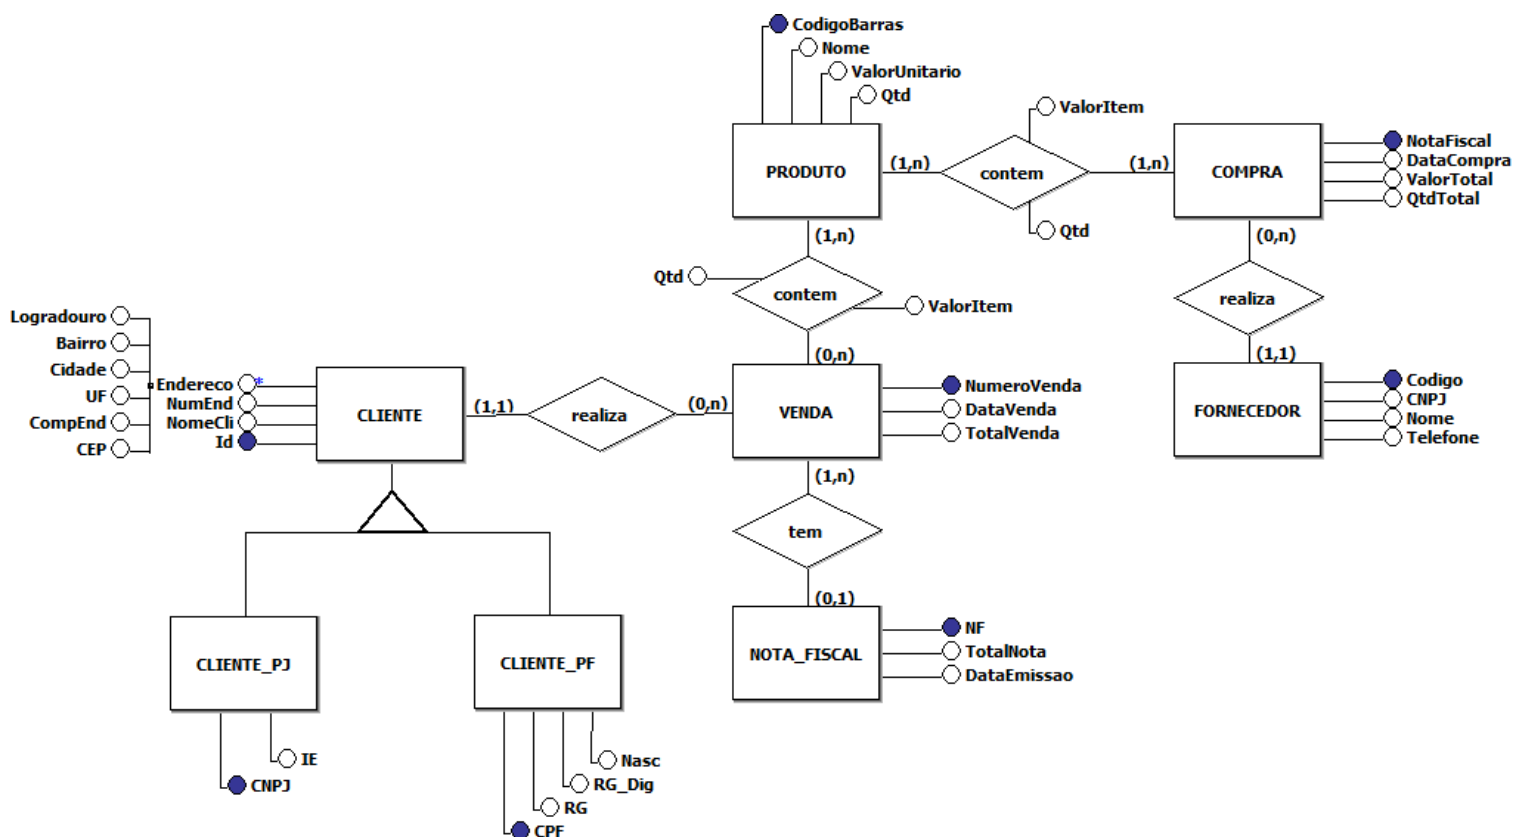 CodigoBarras
Nome
ValorUnitario
Qtd
PRODUTO
(1,n)
ValorItem
contem
Qtd
(1,n)
COMPRA
NotaFiscal
DataCompra
ValorTotal
QtdTotal
(1,n)
Qtd
contem
ValorItem
(0,n)
(0,n)
realiza
(1,1)
Logradouro
Bairro
Cidade
UF
CompEnd
CEP
Endereco *
NumEnd
NomeCli
Id
CLIENTE
(1,1)
realiza
(0,n)
VENDA
NumeroVenda
DataVenda
TotalVenda
FORNECEDOR
Codigo
CNPJ
Nome
Telefone
(1,n)
tem
(0,1)
NOTA_FISCAL
NF
TotalNota
DataEmissao
CLIENTE_PJ
CLIENTE_PF
IE
CNPJ
Nasc
RG_Dig
RG
CPF